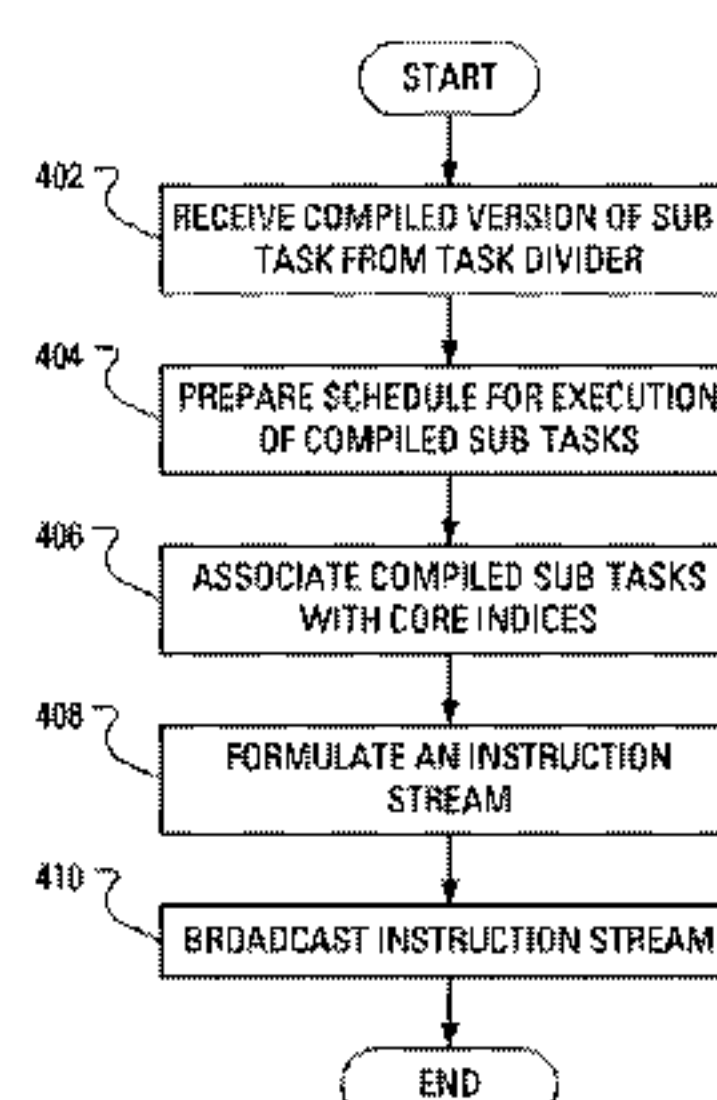 START
402
RECEIVE COMPILED VERSION OF SUB
TASK FROM TASK DIVIDER
404
PREPARE SCHEDULE FOR EXECUTION
OF COMPILED SUB TASKS
406
ASSOCIATE COMPILED SUB TASKS
WITH CORE INDICES
408
FORMULATE AN INSTRUCTION
STREAM
410
BROADCAST INSTRUCTION STREAM
END